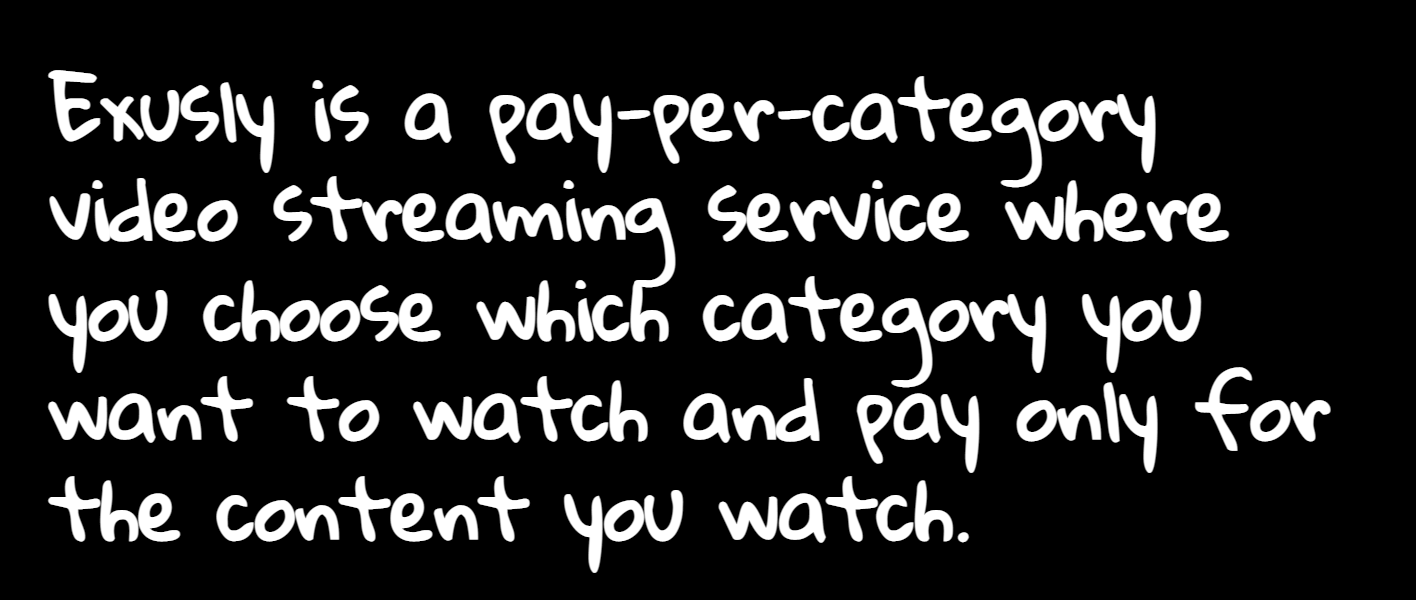 Exusly is a pay-per-category
video streaming service where
you choose which category you
want to watch and pay only for
the content you watch.